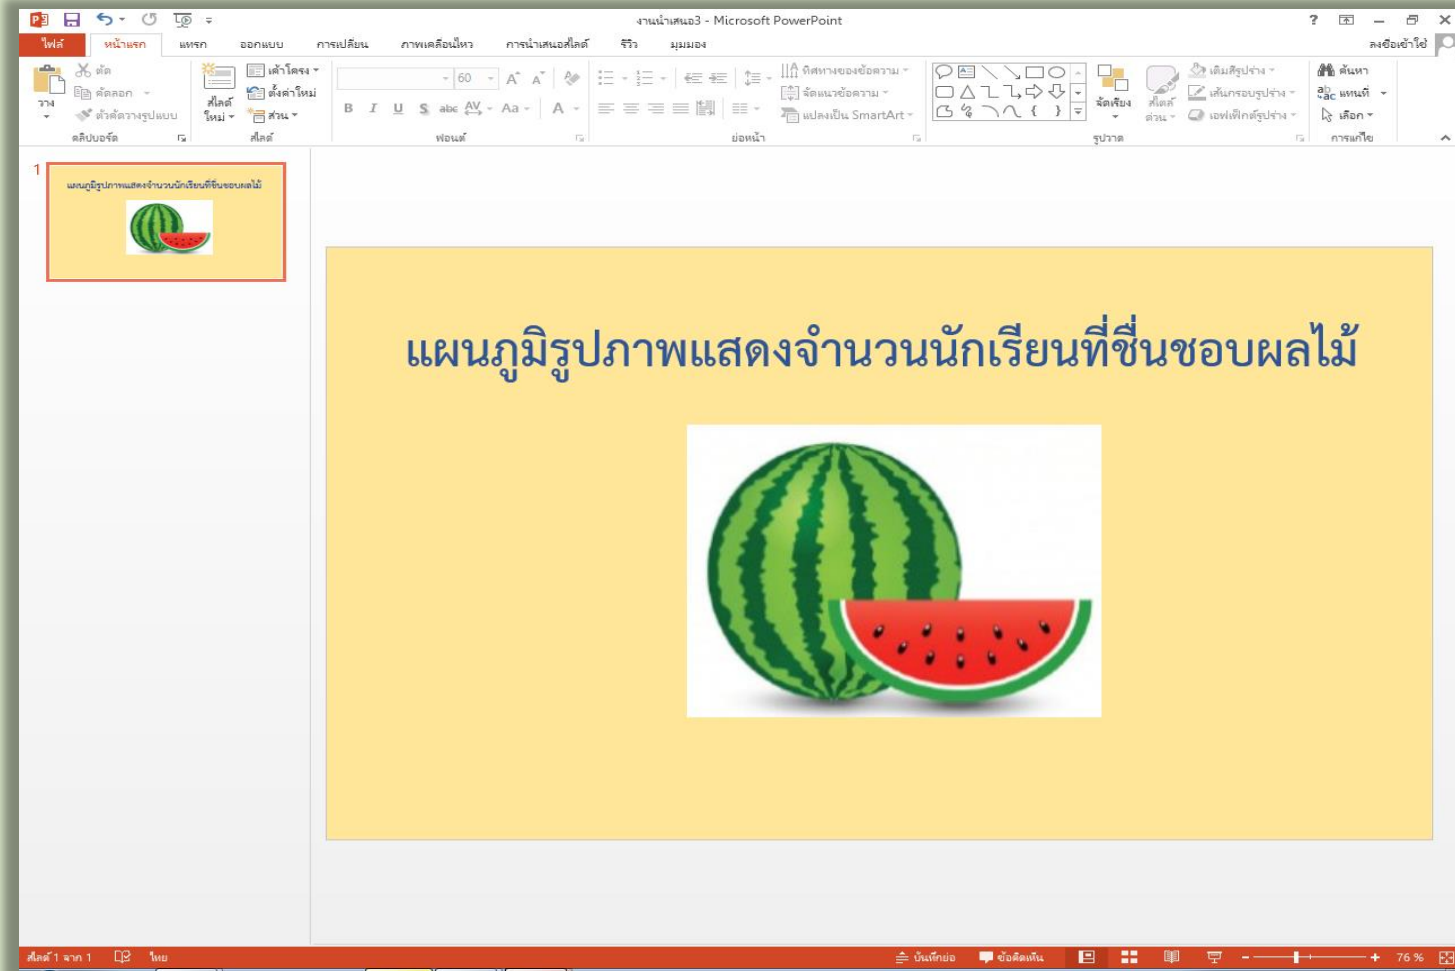 งานนำเสนอ3 - Microsoft PowerPoint
ไฟล์ หน้าแรก แทรก ออกแบบ การเปลี่ยน ภาพเคลื่อนไหว การนำเสนอสไลด์ รีวิว มุมมอง ลงชื่อเข้าใช้
วาง
ตัด
คัดลอก
ตัวคัดวางรูปแบบ
คลิปบอร์ด
สไลด์ใหม่
เค้าโครง
ตั้งค่าใหม่
ส่วน
สไลด์
60
B I U S abc AV Aa A
ฟอนต์
ทิศทางของข้อความ
จัดแนวข้อความ
แปลงเป็น SmartArt
ย่อหน้า
จัดเรียง
สไตล์ด่วน
เติมสีรูปร่าง
เส้นกรอบรูปร่าง
เอฟเฟ็กต์รูปร่าง
รูปวาด
ค้นหา
แทนที่
เลือก
การแก้ไข
1
แผนภูมิรูปภาพแสดงจำนวนนักเรียนที่ชื่นชอบผลไม้
แผนภูมิรูปภาพแสดงจำนวนนักเรียนที่ชื่นชอบผลไม้
สไลด์ 1 จาก 1 ไทย บันทึกย่อ ข้อคิดเห็น 76 %